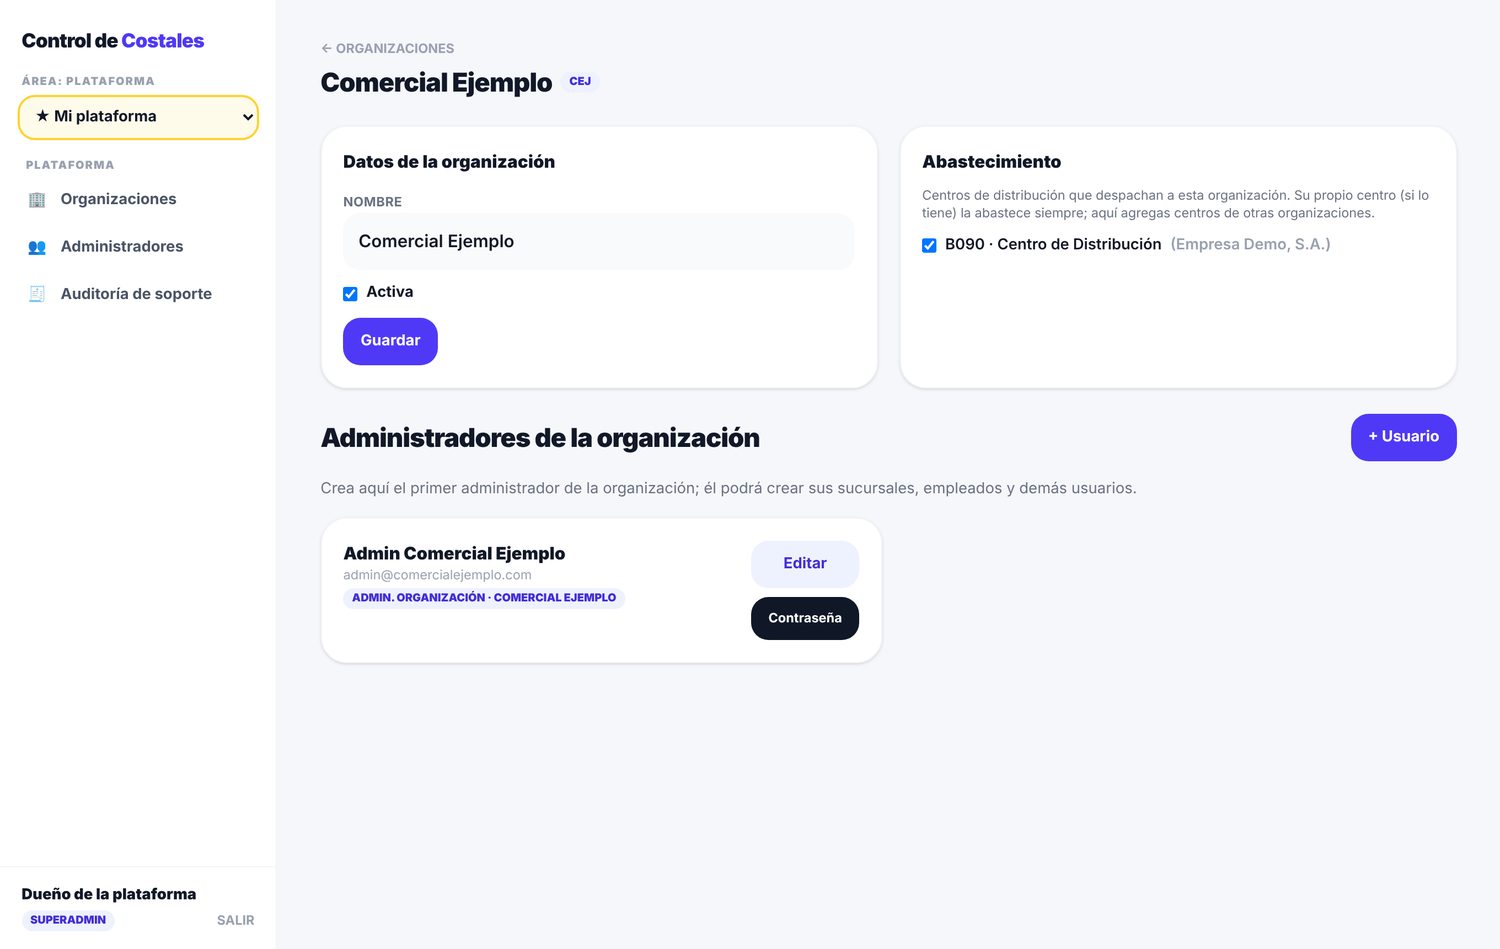 Control de Costales
ÁREA: PLATAFORMA
★ Mi plataforma
PLATAFORMA
Organizaciones
Administradores
Auditoría de soporte
Dueño de la plataforma
SUPERADMIN
SALIR
← ORGANIZACIONES
Comercial Ejemplo CEJ
Datos de la organización
NOMBRE
Comercial Ejemplo
Activa
Guardar
Abastecimiento
Centros de distribución que despachan a esta organización. Su propio centro (si lo
tiene) la abastece siempre; aquí agregas centros de otras organizaciones.
B090 · Centro de Distribución (Empresa Demo, S.A.)
Administradores de la organización
+ Usuario
Crea aquí el primer administrador de la organización; él podrá crear sus sucursales, empleados y demás usuarios.
Admin Comercial Ejemplo
admin@comercialejemplo.com
ADMIN. ORGANIZACIÓN · COMERCIAL EJEMPLO
Editar
Contraseña